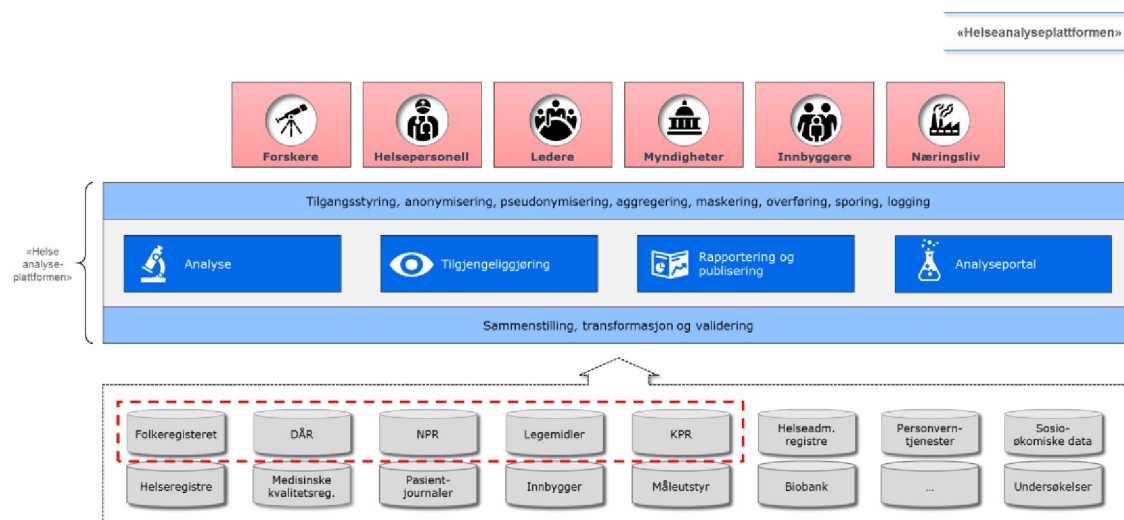 «Helseanalyseplattformen»
Forskere
Helsepersonell
Ledere
Myndigheter
Innbyggere
Næringsliv
Tilgangsstyring, anonymisering, pseudonymisering, aggregering, maskering, overføring, sporing, logging
«Helse
analyse-
plattformen»
Analyse
Tilgjengeliggjøring
Rapportering og
publisering
Analyseportal
Sammenstilling, transformasjon og validering
Folkeregisteret
DÅR
NPR
Legemidler
KPR
Helseadm.
registre
Personvern-
tjenester
Sosio-
økomiske data
Helseregistre
Medisinske
kvalitetsreg.
Pasient-
journaler
Innbygger
Måleutstyr
Biobank
...
Undersøkelser